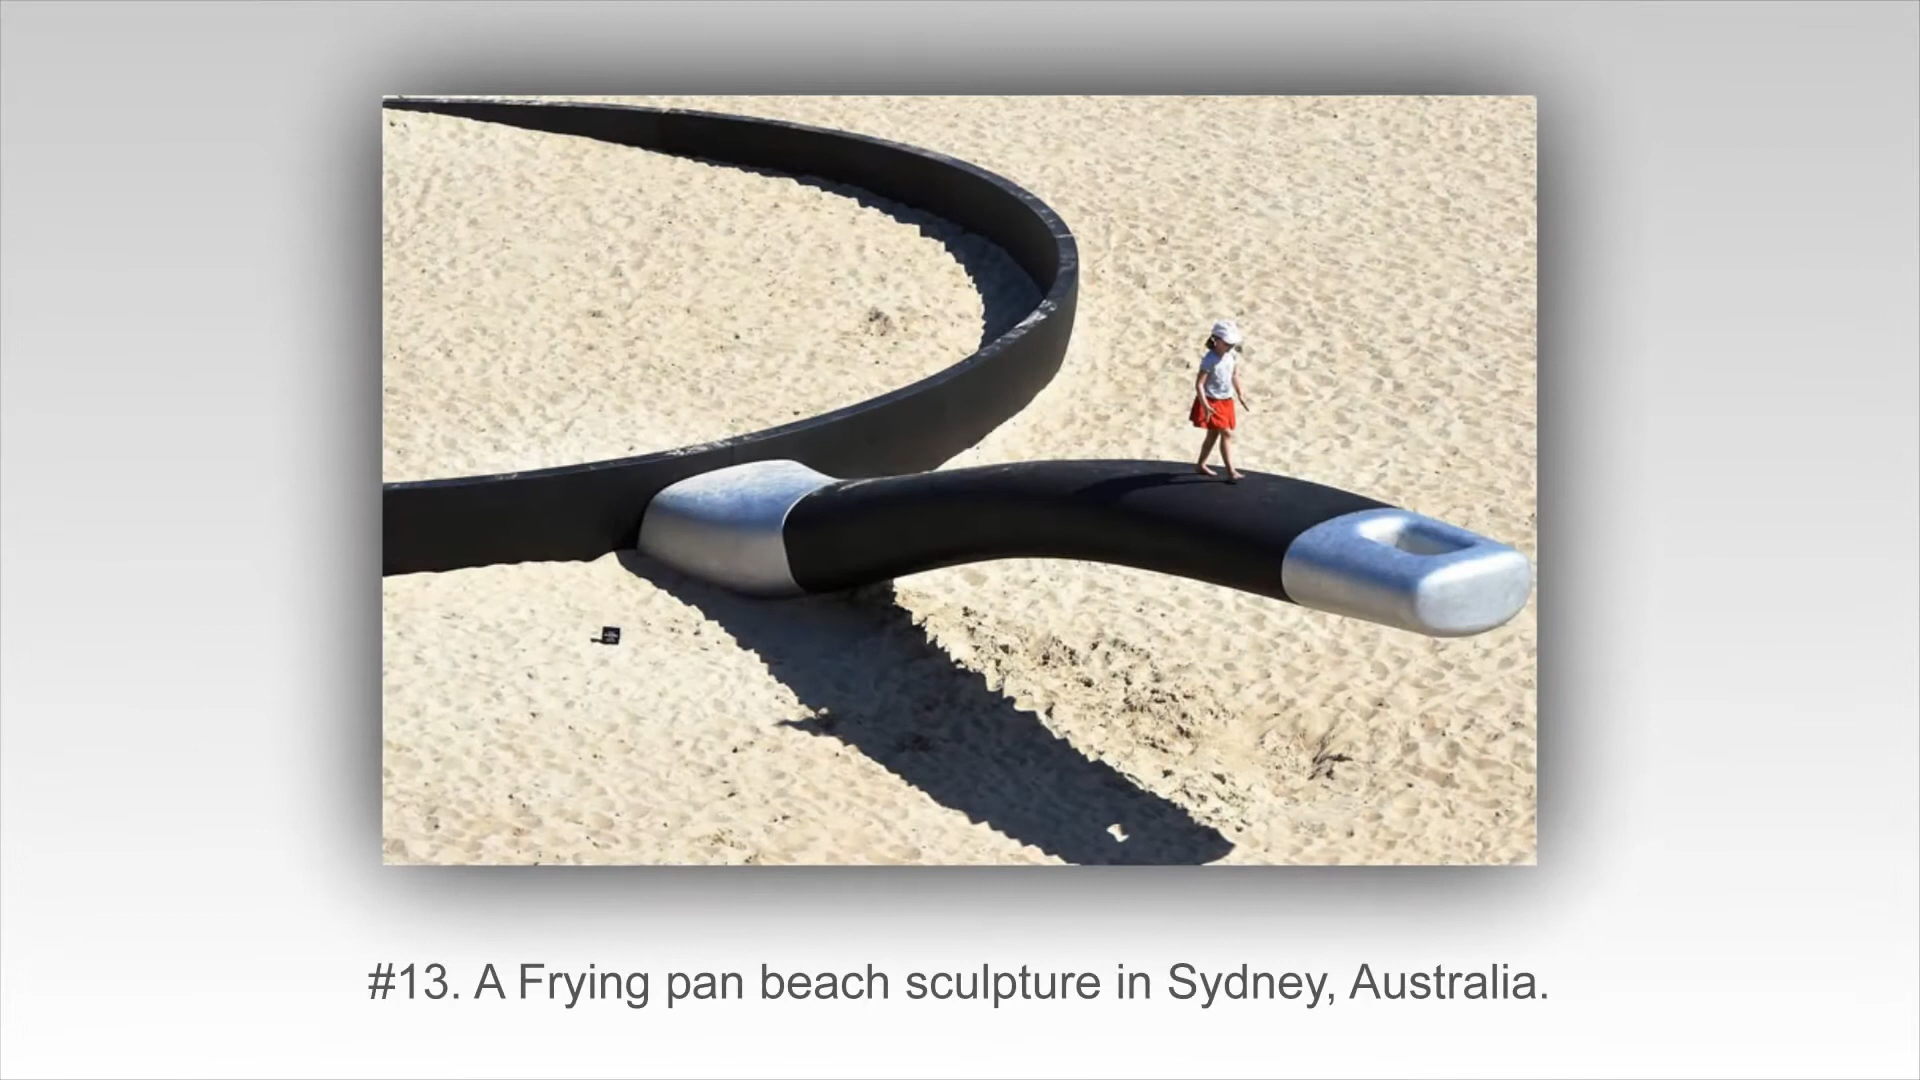 #13. A Frying pan beach sculpture in Sydney, Australia.